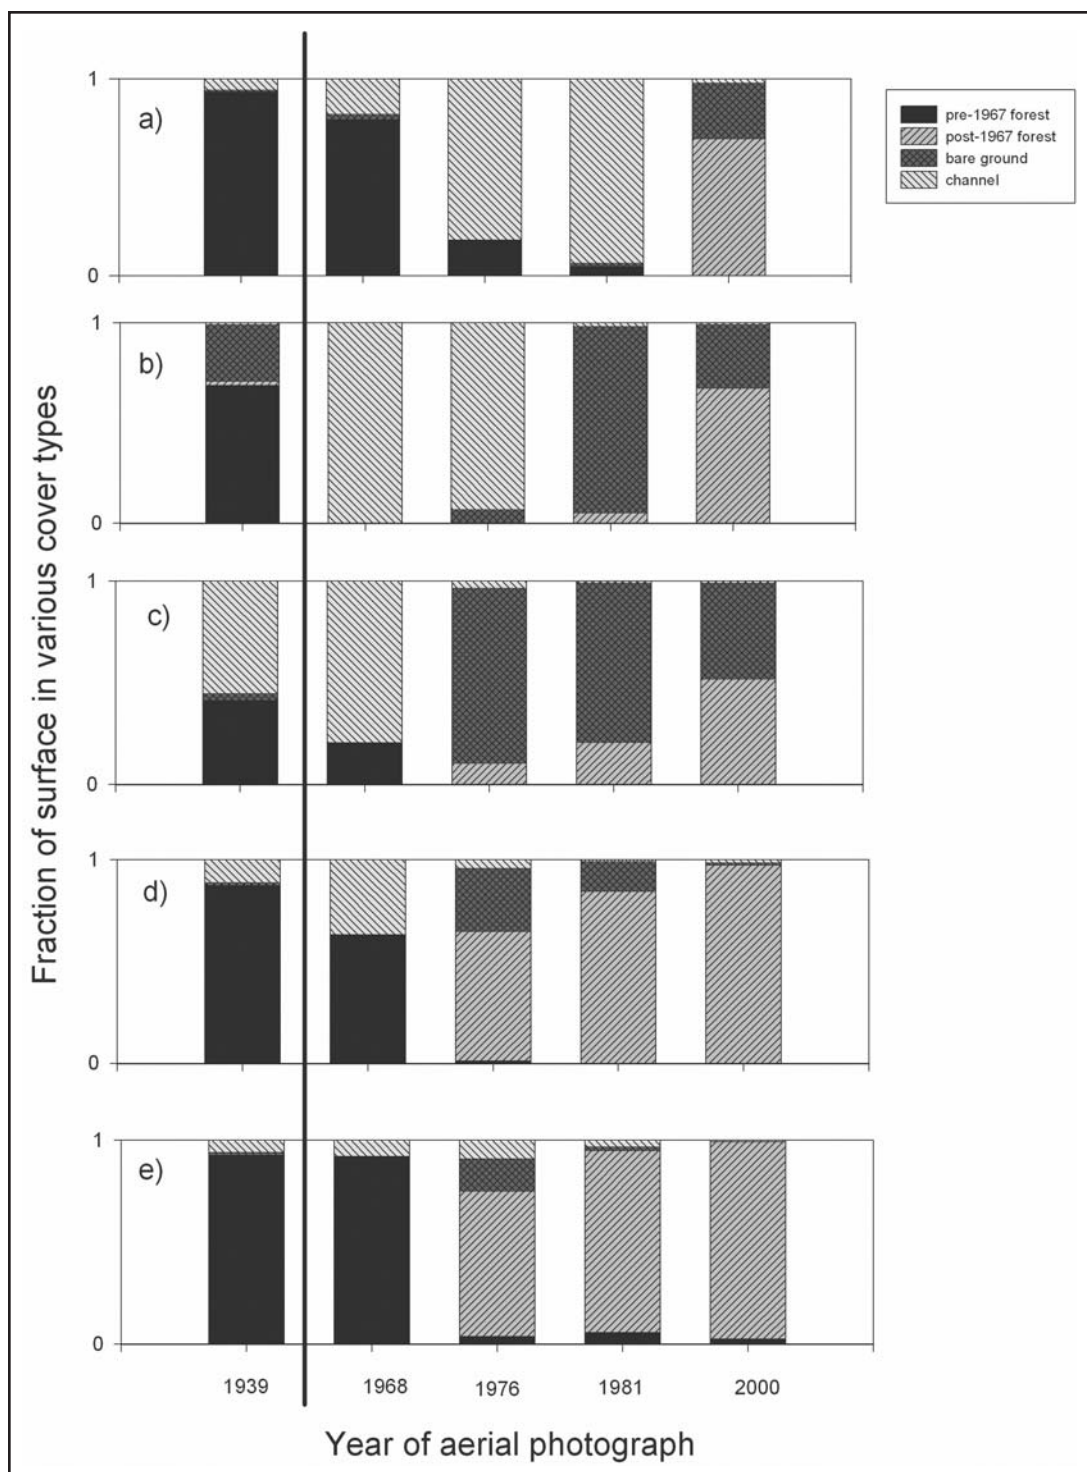 1
a)
0
pre-1967 forest
post-1967 forest
bare ground
channel
1
b)
0
1
c)
0
1
d)
0
1
e)
0
Fraction of surface in various cover types
1939 1968 1976 1981 2000
Year of aerial photograph